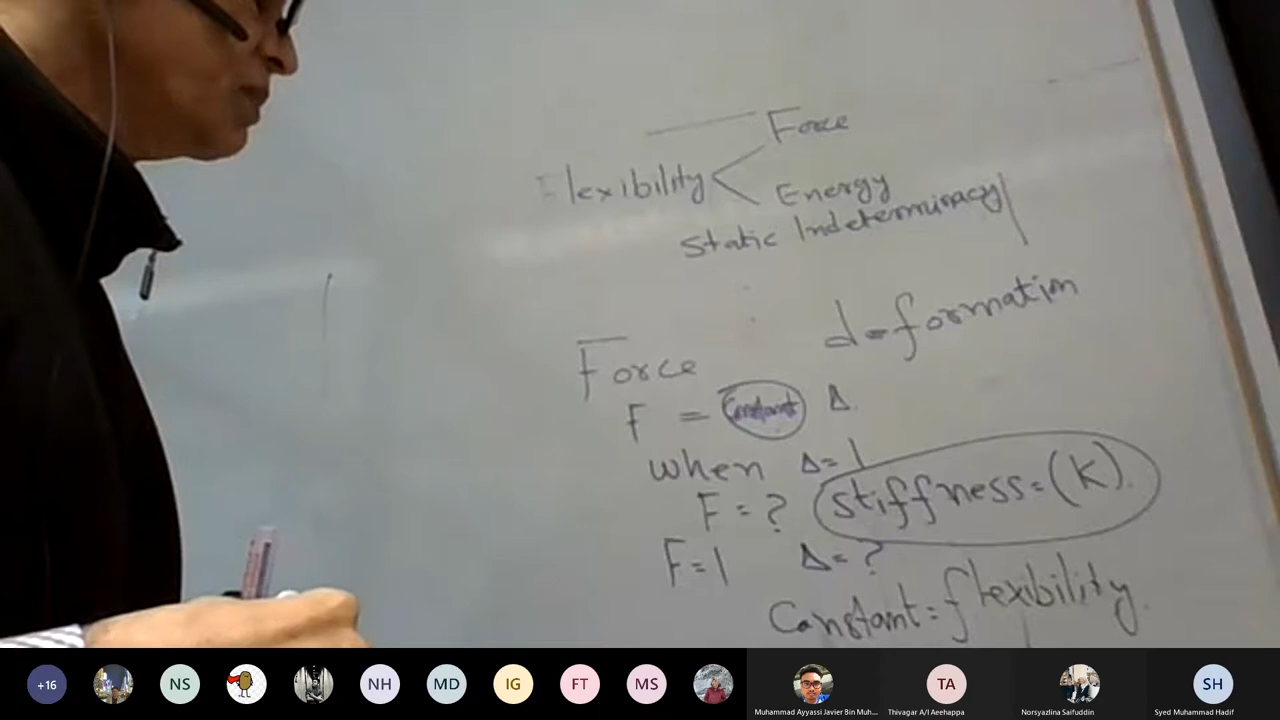 Force
Flexibility <
Energy
Static Indeterminacy
deformation
Force
F = Constant Δ
when Δ=1
F = ? stiffness=(K).
F=1 Δ=?
Constant=flexibility.
+16
NS
NH
MD
IG
FT
MS
TA
SH
Muhammad Ayyassi Javier Bin Muh...
Thivagar A/l Aeehappa
Norsyazlina Saifuddin
Syed Muhammad Hadif